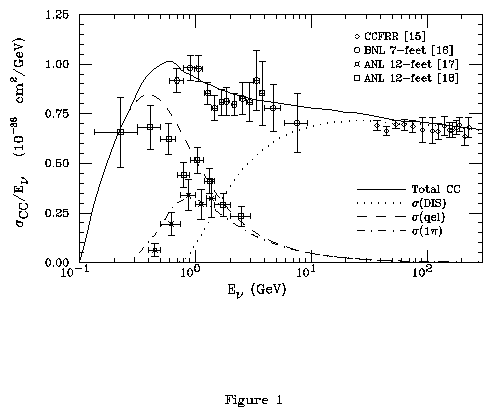 1.25
1.00
0.75
0.50
0.25
0.00
σCC/Eν (10⁻³⁸ cm²/GeV)
CCFRR [15]
BNL 7-feet [16]
ANL 12-feet [17]
ANL 12-feet [18]
Total CC
σ(DIS)
σ(qel)
σ(1π)
10⁻¹ 10⁰ 10¹ 10²
Eν (GeV)
Figure 1